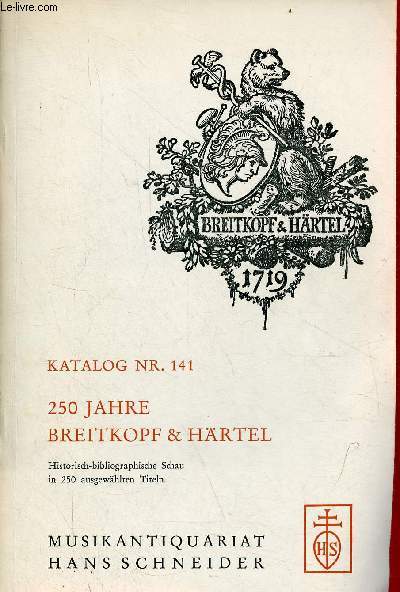 Le-livre.com
BREITKOPF & HÄRTEL
1719
KATALOG NR. 141
250 JAHRE
BREITKOPF & HÄRTEL
Historisch-bibliographische Schau
in 250 ausgewählten Titeln
MUSIKANTIQUARIAT
HANS SCHNEIDER
HS